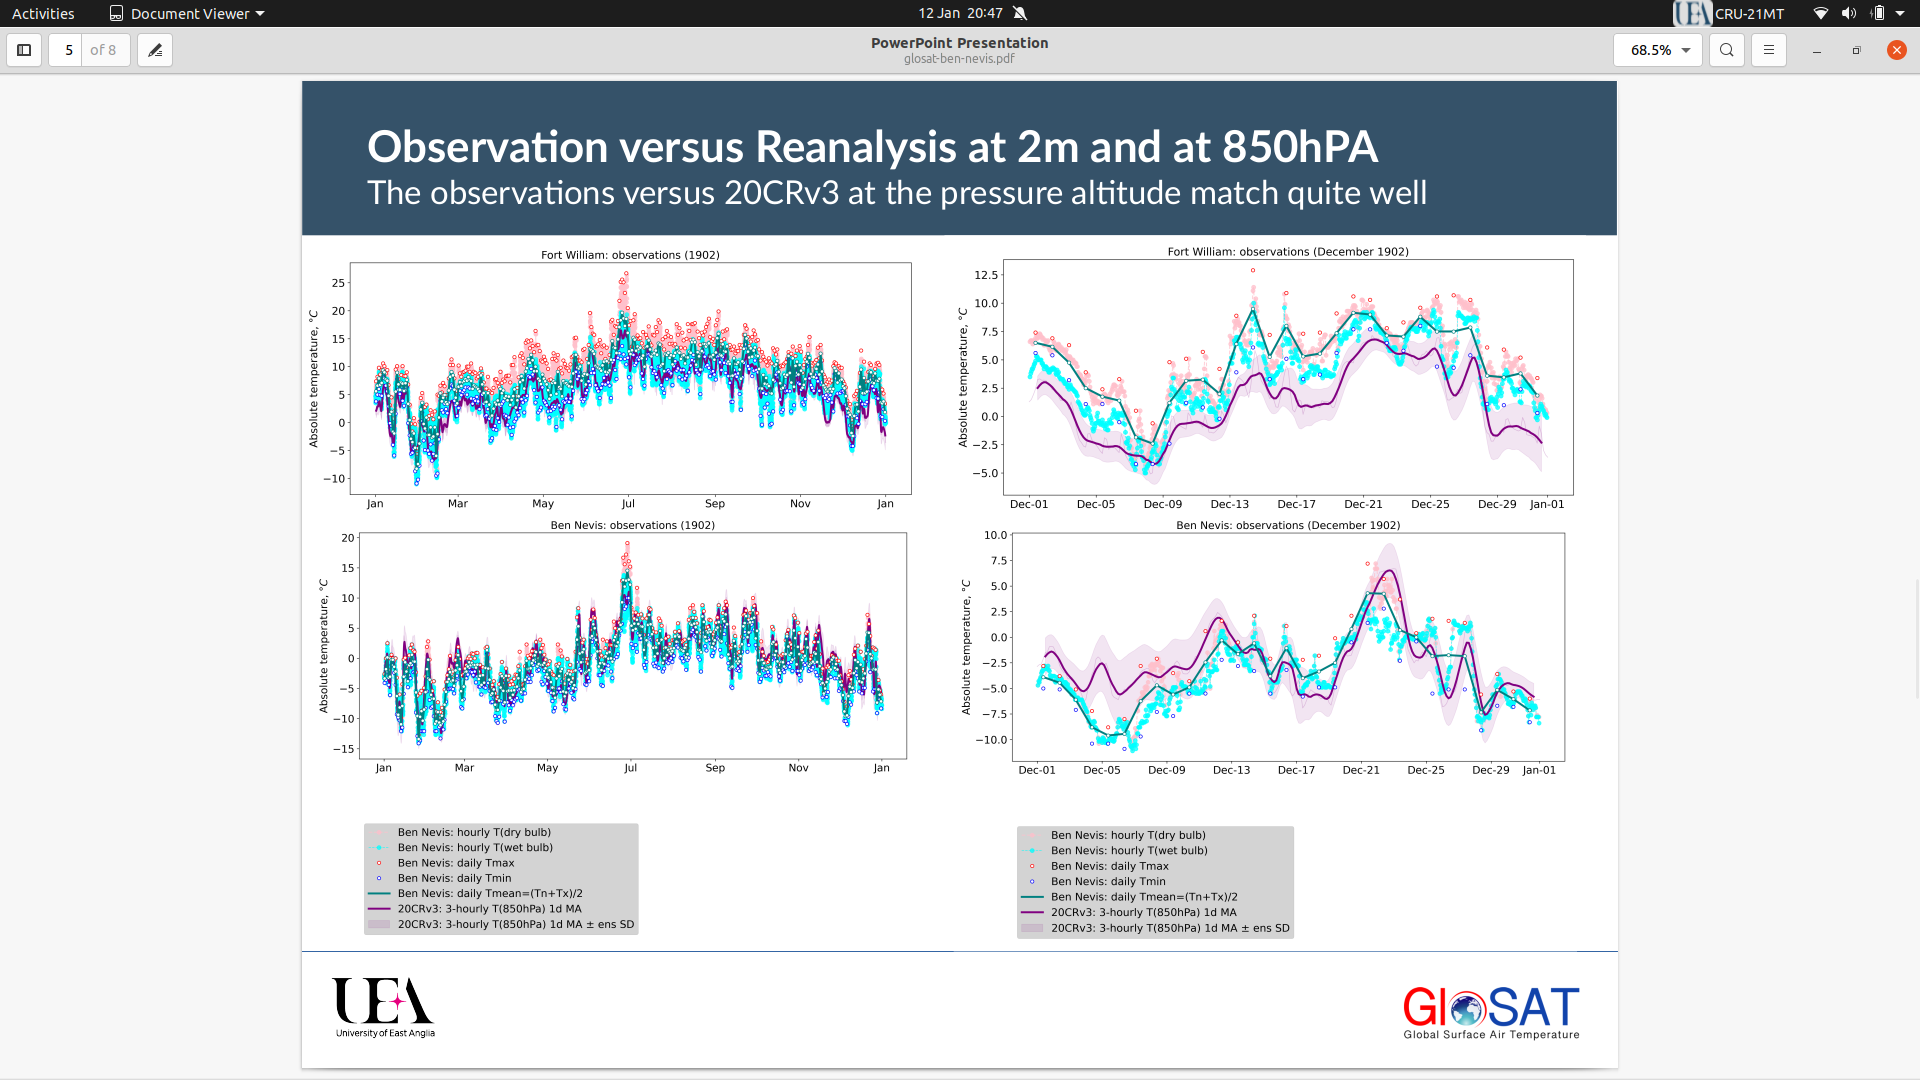 Activities
Document Viewer
12 Jan 20:47
UEA CRU-21MT
5 of 8
PowerPoint Presentation
glosat-ben-nevis.pdf
68.5%
Observation versus Reanalysis at 2m and at 850hPA
The observations versus 20CRv3 at the pressure altitude match quite well
Fort William: observations (1902)
Absolute temperature, °C
25
20
15
10
5
0
−5
−10
Jan Mar May Jul Sep Nov Jan
Fort William: observations (December 1902)
Absolute temperature, °C
12.5
10.0
7.5
5.0
2.5
0.0
−2.5
−5.0
Dec-01 Dec-05 Dec-09 Dec-13 Dec-17 Dec-21 Dec-25 Dec-29 Jan-01
Ben Nevis: observations (1902)
Absolute temperature, °C
20
15
10
5
0
−5
−10
−15
Jan Mar May Jul Sep Nov Jan
Ben Nevis: observations (December 1902)
Absolute temperature, °C
10.0
7.5
5.0
2.5
0.0
−2.5
−5.0
−7.5
−10.0
Dec-01 Dec-05 Dec-09 Dec-13 Dec-17 Dec-21 Dec-25 Dec-29 Jan-01
Ben Nevis: hourly T(dry bulb)
Ben Nevis: hourly T(wet bulb)
Ben Nevis: daily Tmax
Ben Nevis: daily Tmin
Ben Nevis: daily Tmean=(Tn+Tx)/2
20CRv3: 3-hourly T(850hPa) 1d MA
20CRv3: 3-hourly T(850hPa) 1d MA ± ens SD
Ben Nevis: hourly T(dry bulb)
Ben Nevis: hourly T(wet bulb)
Ben Nevis: daily Tmax
Ben Nevis: daily Tmin
Ben Nevis: daily Tmean=(Tn+Tx)/2
20CRv3: 3-hourly T(850hPa) 1d MA
20CRv3: 3-hourly T(850hPa) 1d MA ± ens SD
UEA
University of East Anglia
GloSAT
Global Surface Air Temperature